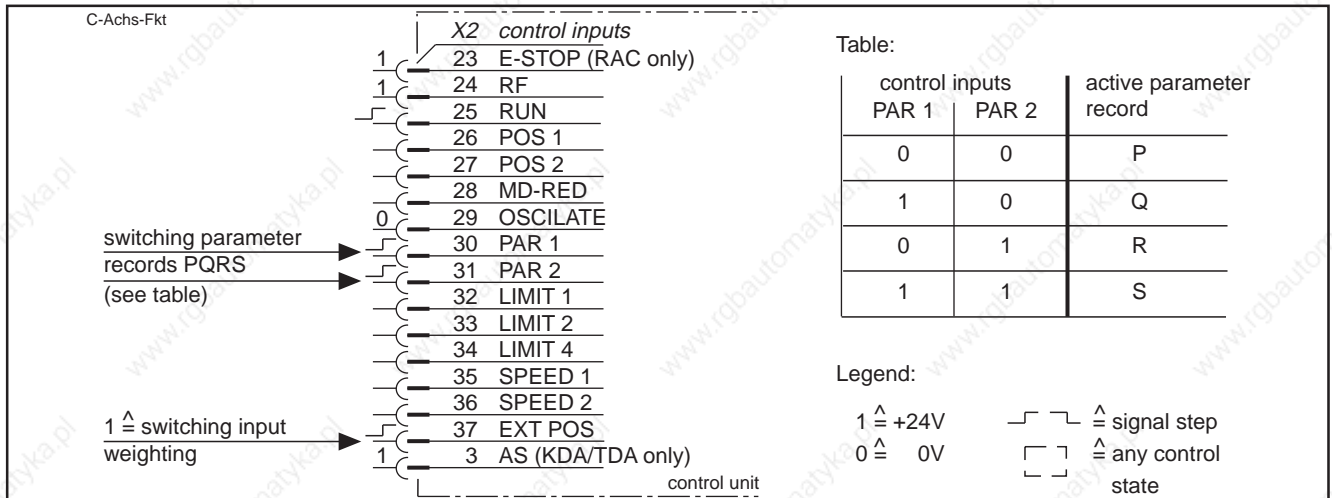 C-Achs-Fkt
X2 control inputs
1 23 E-STOP (RAC only)
1 24 RF
25 RUN
26 POS 1
27 POS 2
28 MD-RED
0 29 OSCILATE
30 PAR 1
31 PAR 2
32 LIMIT 1
33 LIMIT 2
34 LIMIT 4
35 SPEED 1
36 SPEED 2
37 EXT POS
1 3 AS (KDA/TDA only)
control unit
switching parameter
records PQRS
(see table)
1 ≙ switching input
weighting
Table:
control inputs active parameter
PAR 1 PAR 2 record
0 0 P
1 0 Q
0 1 R
1 1 S
Legend:
1 ≙ +24V ≙ signal step
0 ≙ 0V ≙ any control
state
www.rgbautomatyka.pl